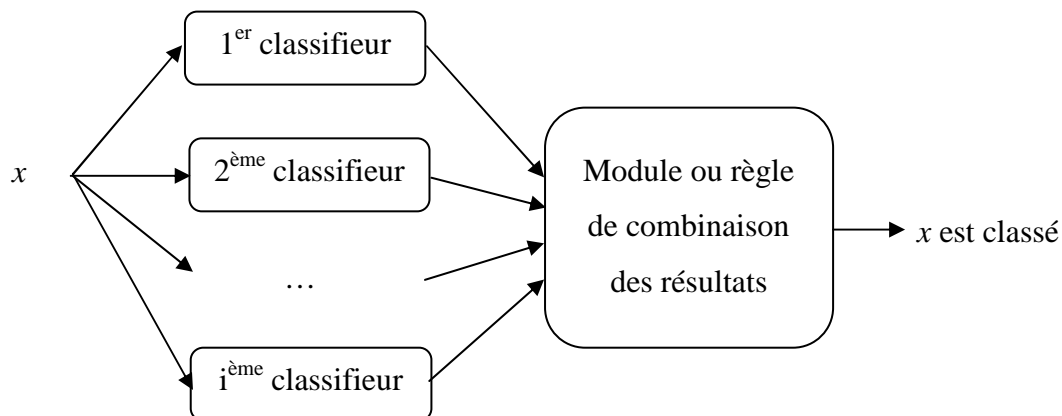 1er classifieur
x
2ème classifieur
…
ième classifieur
Module ou règle
de combinaison
des résultats
x est classé